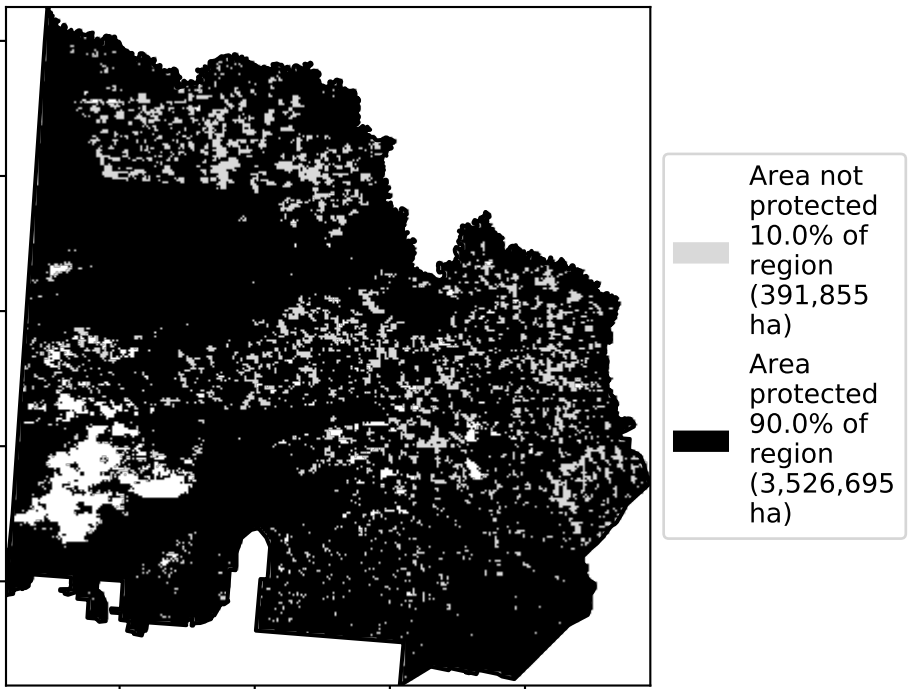 Area not
protected
10.0% of
region
(391,855
ha)
Area
protected
90.0% of
region
(3,526,695
ha)